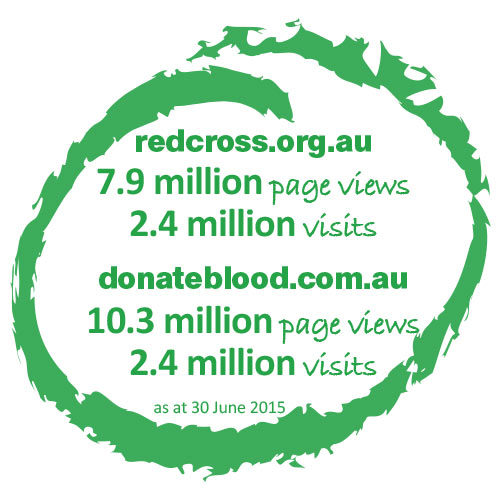 redcross.org.au
7.9 million page views
2.4 million visits
donateblood.com.au
10.3 million page views
2.4 million visits
as at 30 June 2015